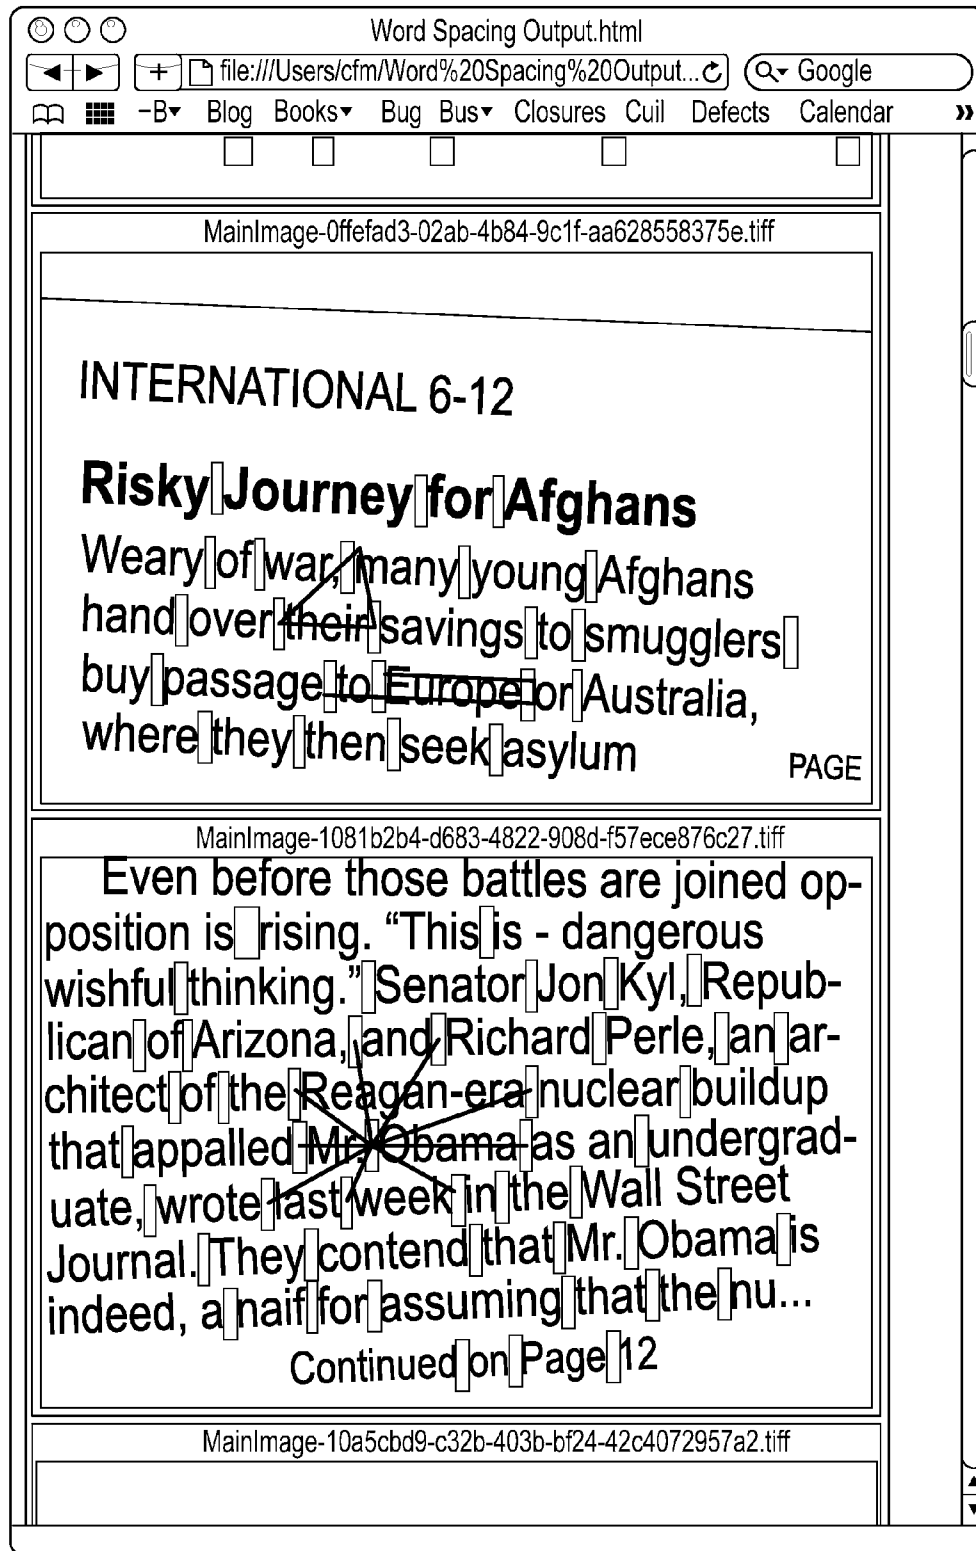 Word Spacing Output.html
file:///Users/cfm/Word%20Spacing%20Output... Google
-B▾ Blog Books▾ Bug Bus▾ Closures Cuil Defects Calendar »
MainImage-0ffefad3-02ab-4b84-9c1f-aa628558375e.tiff
INTERNATIONAL 6-12
Risky Journey for Afghans
Weary of war, many young Afghans
hand over their savings to smugglers
buy passage to Europe or Australia,
where they then seek asylum
PAGE
MainImage-1081b2b4-d683-4822-908d-f57ece876c27.tiff
Even before those battles are joined op-
position is rising. “This is - dangerous
wishful thinking.” Senator Jon Kyl, Repub-
lican of Arizona, and Richard Perle, an ar-
chitect of the Reagan-era nuclear buildup
that appalled Mr. Obama as an undergrad-
uate, wrote last week in the Wall Street
Journal. They contend that Mr. Obama is
indeed, a naif for assuming that the nu...
Continued on Page 12
MainImage-10a5cbd9-c32b-403b-bf24-42c4072957a2.tiff